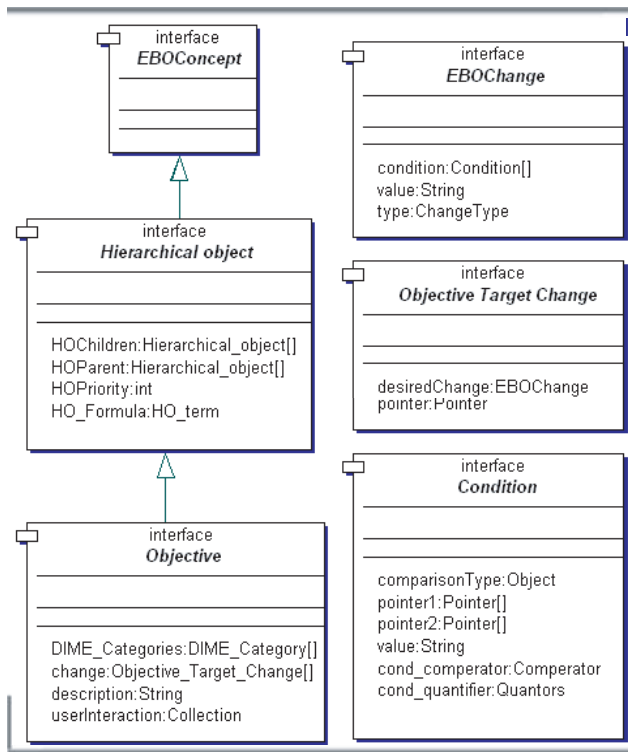 interface
EBOConcept
interface
Hierarchical object
HOChildren:Hierarchical_object[]
HOParent:Hierarchical_object[]
HOPriority:int
HO_Formula:HO_term
interface
Objective
DIME_Categories:DIME_Category[]
change:Objective_Target_Change[]
description:String
userInteraction:Collection
interface
EBOChange
condition:Condition[]
value:String
type:ChangeType
interface
Objective Target Change
desiredChange:EBOChange
pointer:Pointer
interface
Condition
comparisonType:Object
pointer1:Pointer[]
pointer2:Pointer[]
value:String
cond_comperator:Comperator
cond_quantifier:Quantors